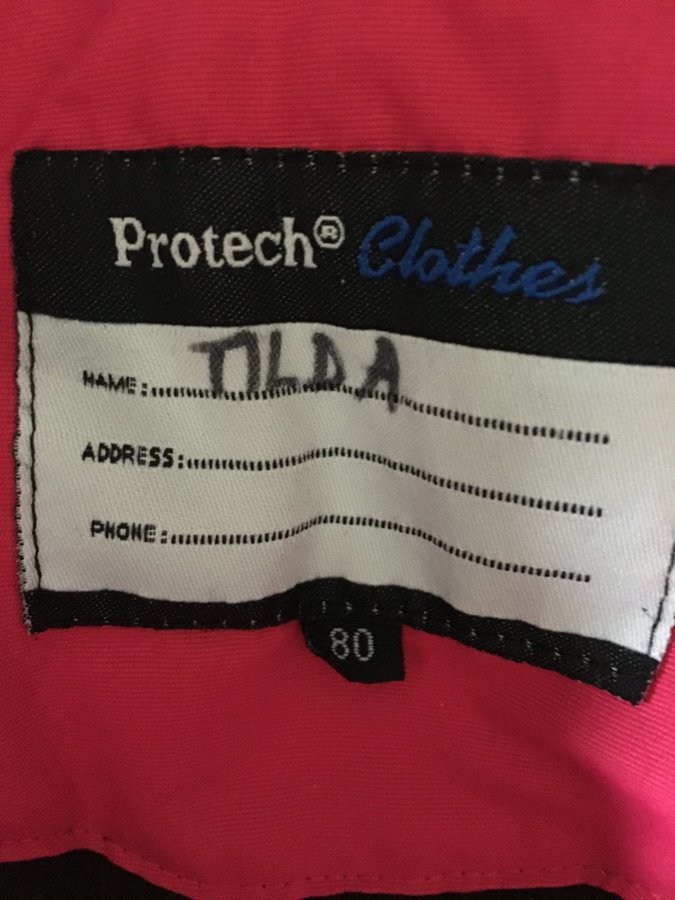 Protech® Clothes
NAME: TILDA
ADDRESS:
PHONE:
80